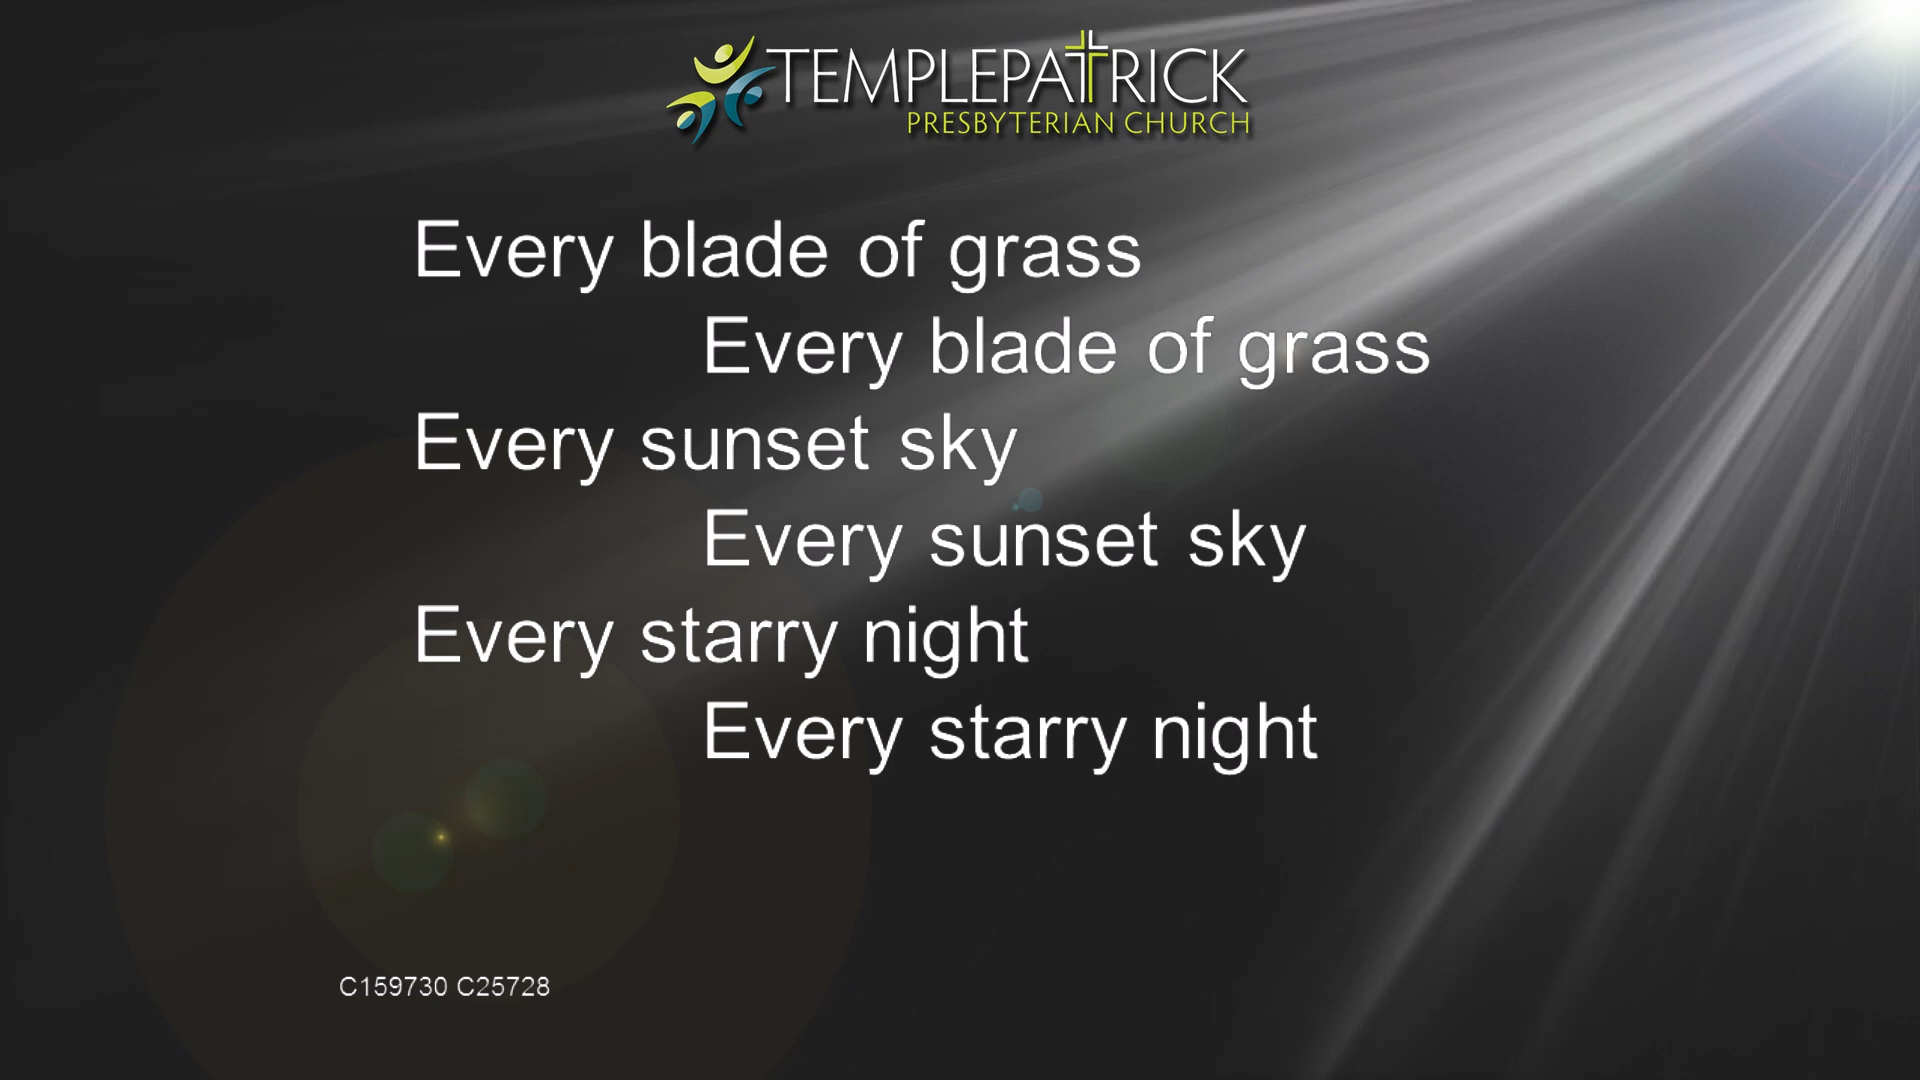 TEMPLEPATRICK
PRESBYTERIAN CHURCH
Every blade of grass
Every blade of grass
Every sunset sky
Every sunset sky
Every starry night
Every starry night
C159730 C25728